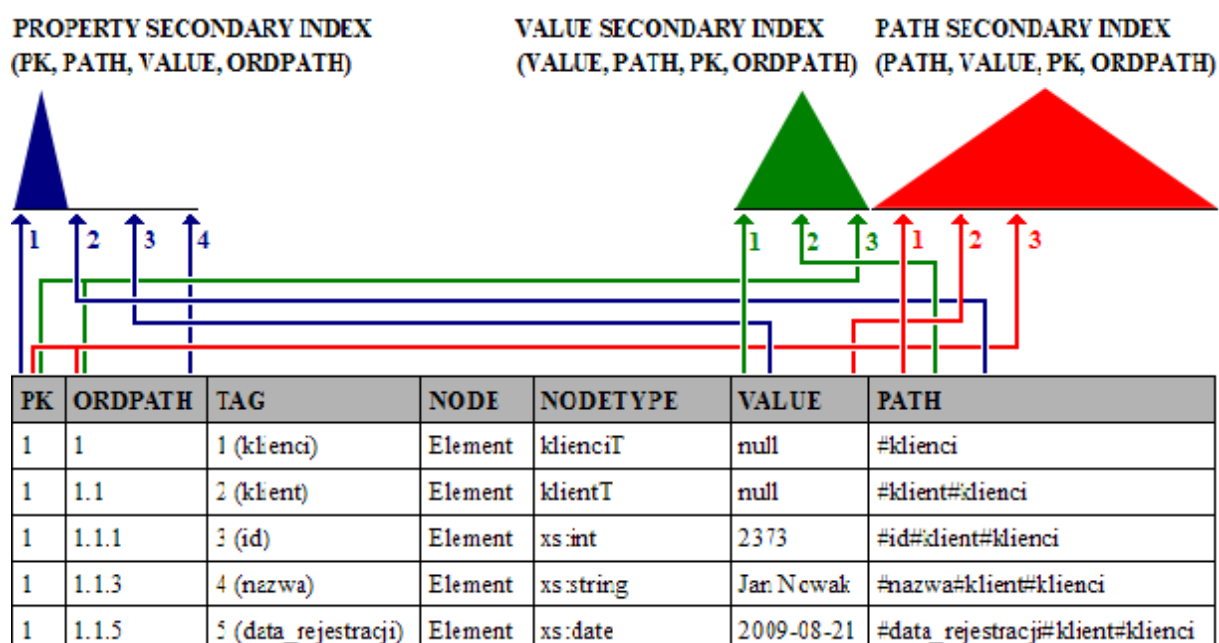 PROPERTY SECONDARY INDEX VALUE SECONDARY INDEX PATH SECONDARY INDEX
(PK, PATH, VALUE, ORDPATH) (VALUE, PATH, PK, ORDPATH) (PATH, VALUE, PK, ORDPATH)
1 2 3 4 1 2 3 1 2 3
PK ORDPATH TAG NODE NODETYPE VALUE PATH
1 1 1 (klienci) Element klienciT null #klienci
1 1.1 2 (klient) Element klientT null #klient#klienci
1 1.1.1 3 (id) Element xs:int 2373 #id#klient#klienci
1 1.1.3 4 (nazwa) Element xs:string Jan Nowak #nazwa#klient#klienci
1 1.1.5 5 (data_rejestracji) Element xs:date 2009-08-21 #data_rejestracji#klient#klienci